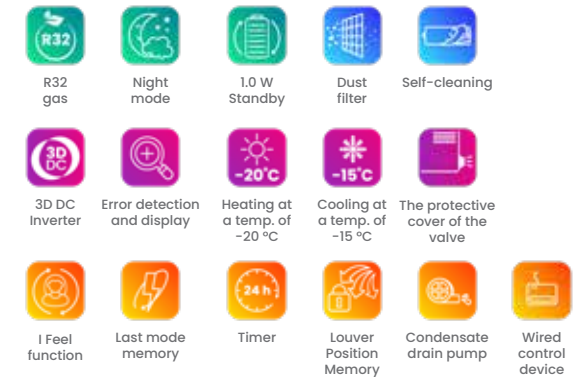 R32
R32
gas
Night
mode
1.0 W
Standby
Dust
filter
Self-cleaning
3D
DC
3D DC
Inverter
Error detection
and display
-20°C
Heating at
a temp. of
-20 °C
-15°C
Cooling at
a temp. of
-15 °C
The protective
cover of the
valve
I Feel
function
Last mode
memory
24 h
Timer
Louver
Position
Memory
Condensate
drain pump
Wired
control
device